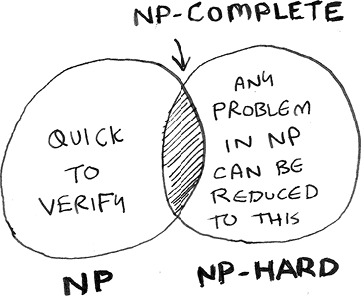 NP-COMPLETE
QUICK
TO
VERIFY
ANY
PROBLEM
IN NP
CAN BE
REDUCED
TO THIS
NP
NP-HARD